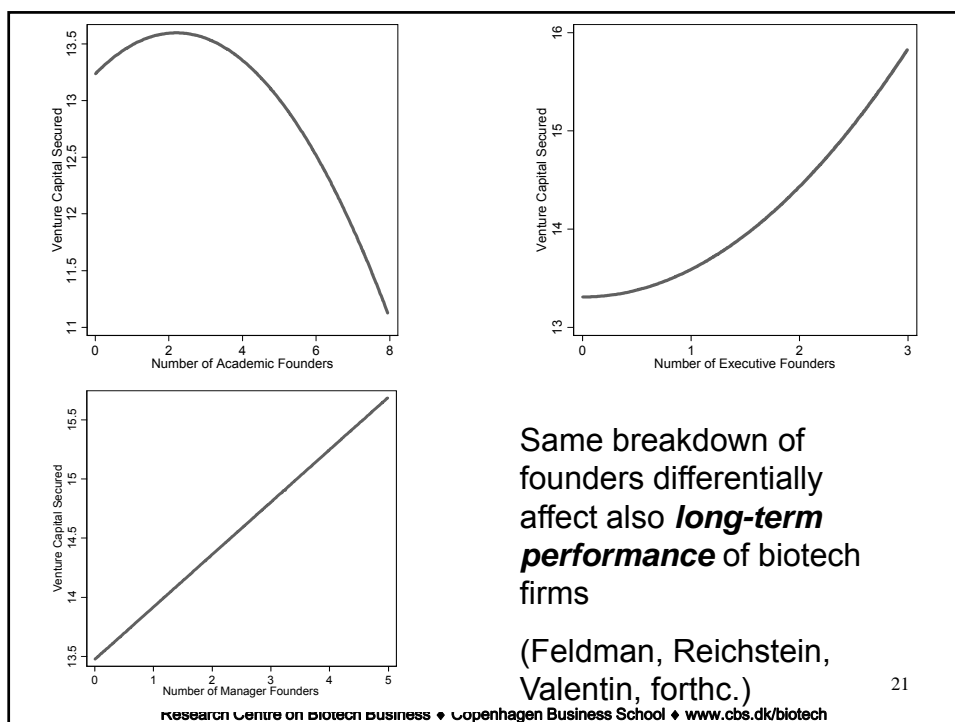 13.5
13
12.5
12
11.5
11
Venture Capital Secured
0 2 4 6 8
Number of Academic Founders
16
15
14
13
Venture Capital Secured
0 1 2 3
Number of Executive Founders
15.5
15
14.5
14
13.5
Venture Capital Secured
0 1 2 3 4 5
Number of Manager Founders
Same breakdown of
founders differentially
affect also long-term
performance of biotech
firms
(Feldman, Reichstein,
Valentin, forthc.)
21
Research Centre on Biotech Business ♦ Copenhagen Business School ♦ www.cbs.dk/biotech